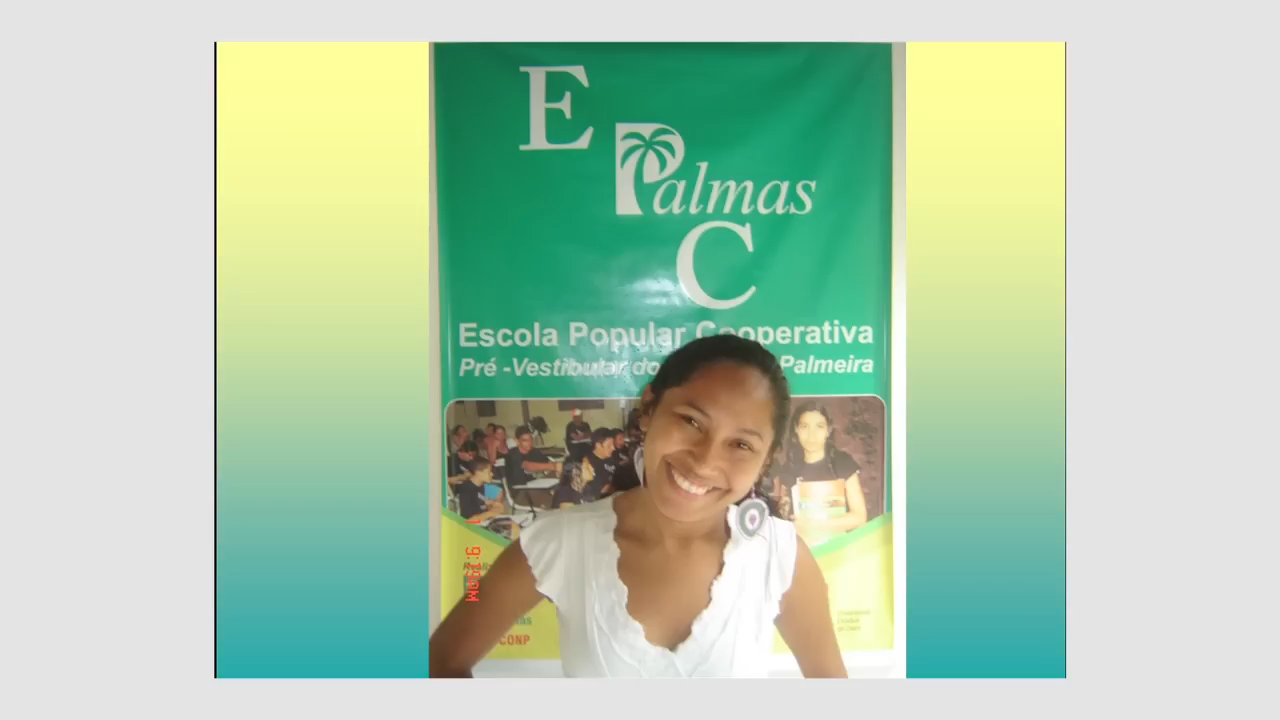 E
Palmas
C
Escola Popular Cooperativa
Pré -Vestibular do Palmeira
CONP